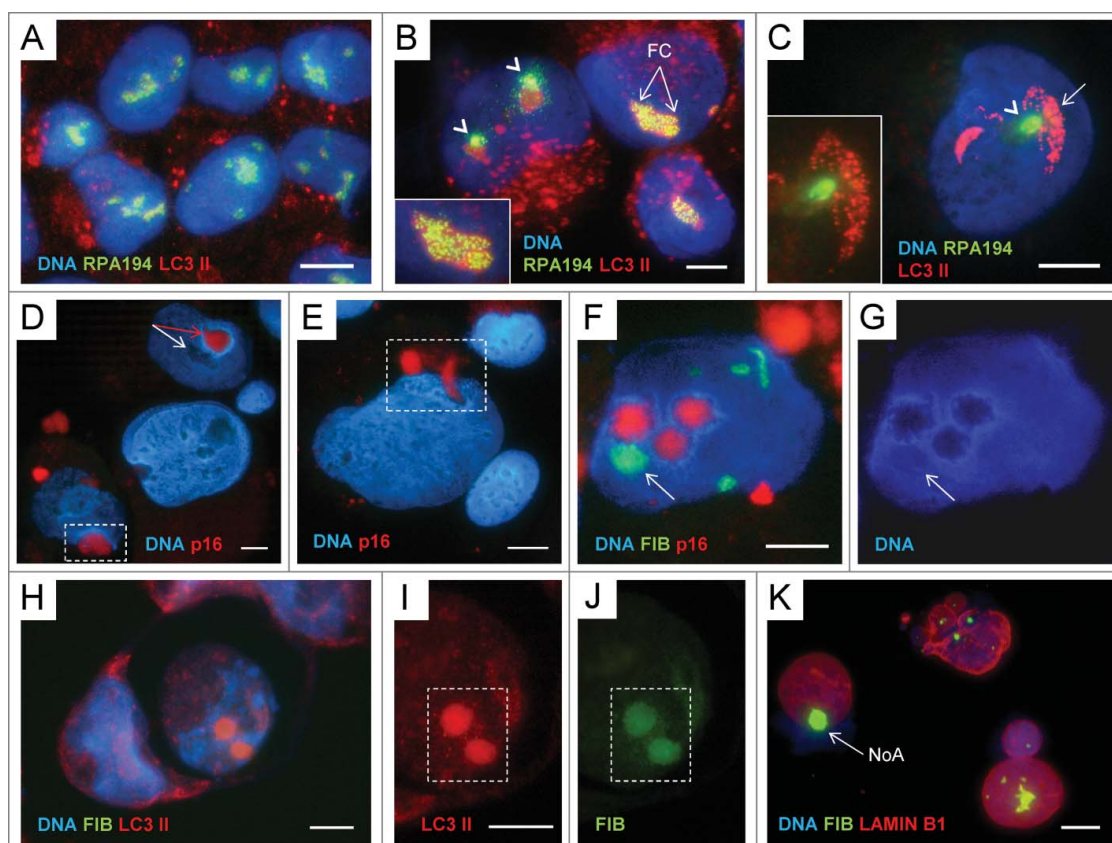 A
DNA RPA194 LC3 II
B
FC
DNA
RPA194 LC3 II
C
DNA RPA194
LC3 II
D
DNA p16
E
DNA p16
F
DNA FIB p16
G
DNA
H
DNA FIB LC3 II
I
LC3 II
J
FIB
K
NoA
DNA FIB LAMIN B1